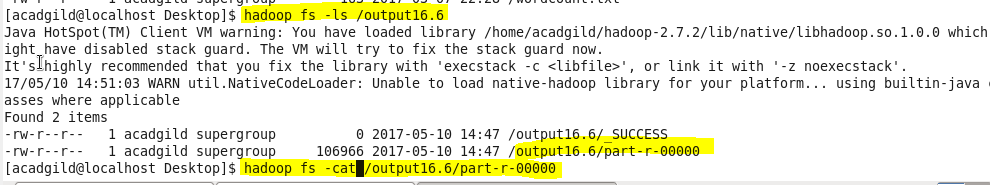 [acadgild@localhost Desktop]$ hadoop fs -ls /output16.6
Java HotSpot(TM) Client VM warning: You have loaded library /home/acadgild/hadoop-2.7.2/lib/native/libhadoop.so.1.0.0 which
ight have disabled stack guard. The VM will try to fix the stack guard now.
It's highly recommended that you fix the library with 'execstack -c <libfile>', or link it with '-z noexecstack'.
17/05/10 14:51:03 WARN util.NativeCodeLoader: Unable to load native-hadoop library for your platform... using builtin-java
asses where applicable
Found 2 items
-rw-r--r--   1 acadgild supergroup          0 2017-05-10 14:47 /output16.6/_SUCCESS
-rw-r--r--   1 acadgild supergroup     106966 2017-05-10 14:47 /output16.6/part-r-00000
[acadgild@localhost Desktop]$ hadoop fs -cat /output16.6/part-r-00000